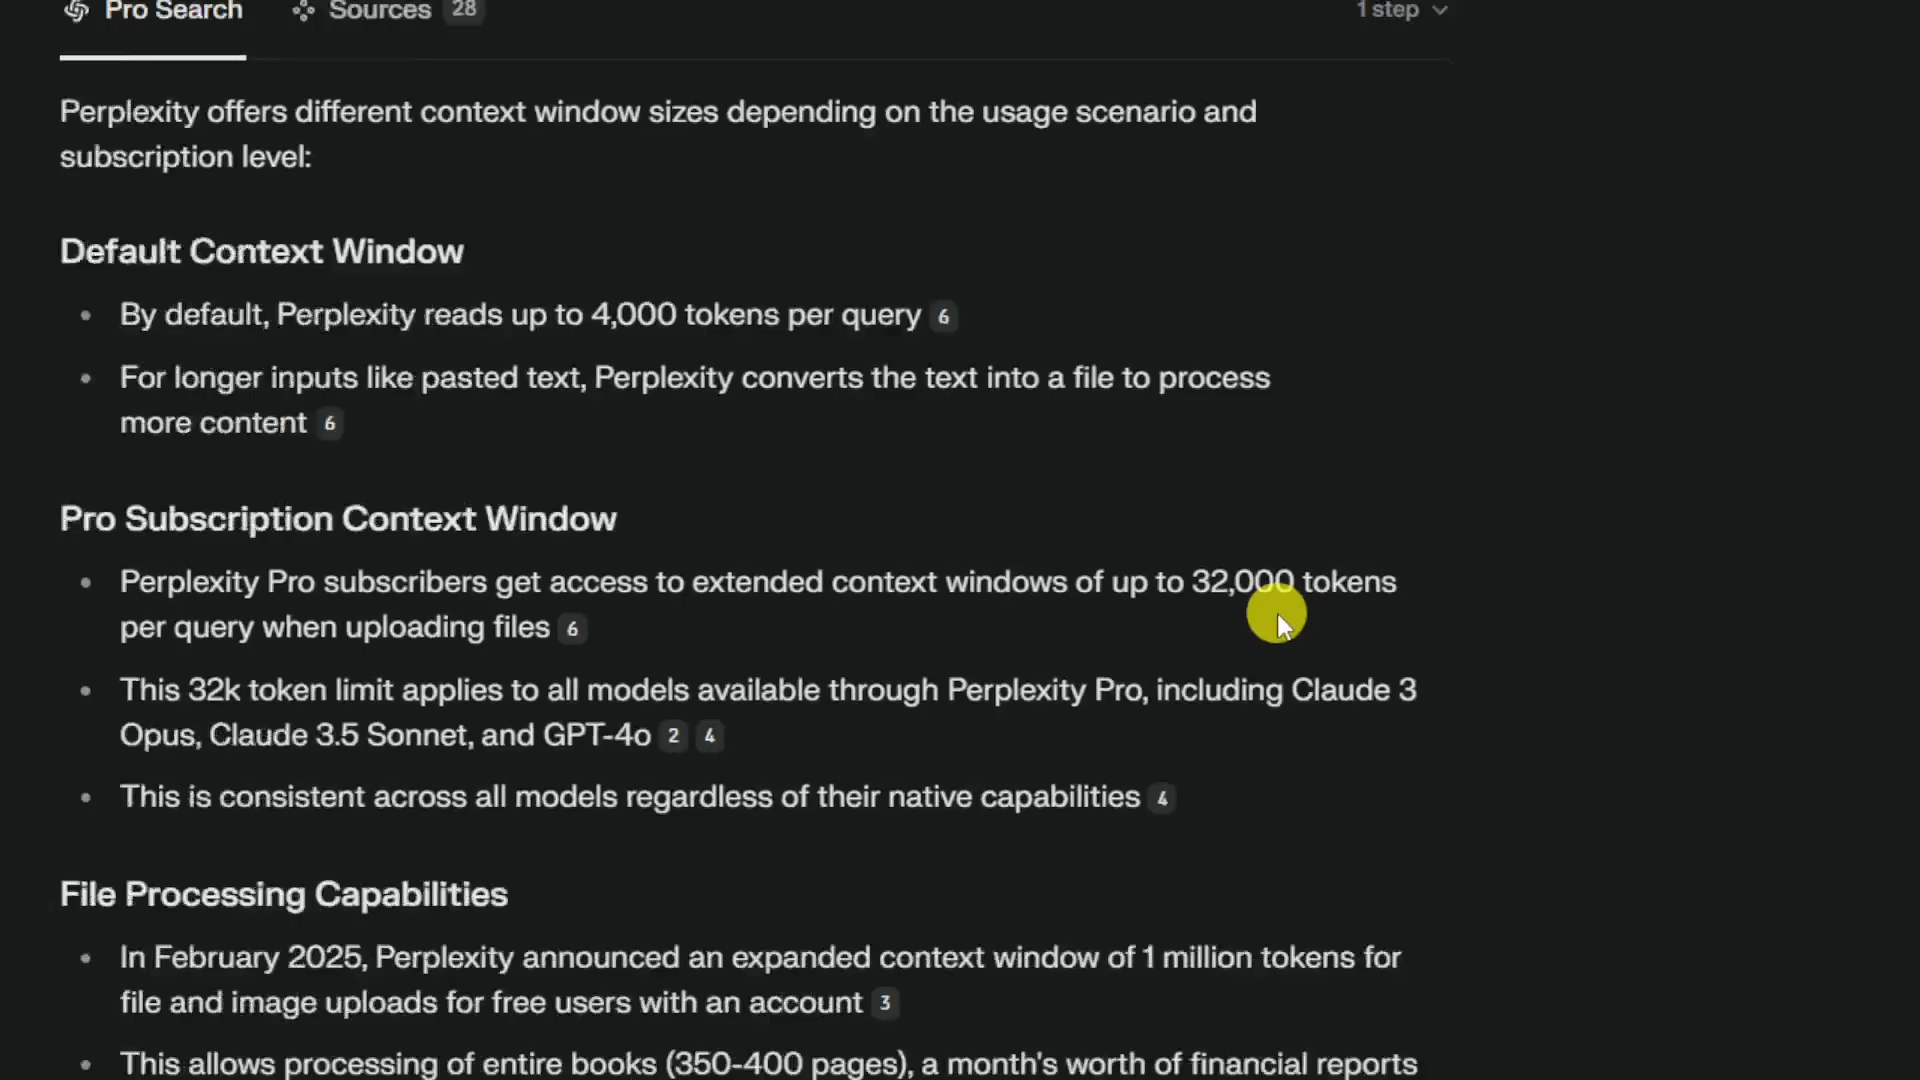 Pro Search Sources 28 1 step
Perplexity offers different context window sizes depending on the usage scenario and
subscription level:
Default Context Window
• By default, Perplexity reads up to 4,000 tokens per query 6
• For longer inputs like pasted text, Perplexity converts the text into a file to process
more content 6
Pro Subscription Context Window
• Perplexity Pro subscribers get access to extended context windows of up to 32,000 tokens
per query when uploading files 6
• This 32k token limit applies to all models available through Perplexity Pro, including Claude 3
Opus, Claude 3.5 Sonnet, and GPT-4o 2 4
• This is consistent across all models regardless of their native capabilities 4
File Processing Capabilities
• In February 2025, Perplexity announced an expanded context window of 1 million tokens for
file and image uploads for free users with an account 3
• This allows processing of entire books (350-400 pages), a month's worth of financial reports